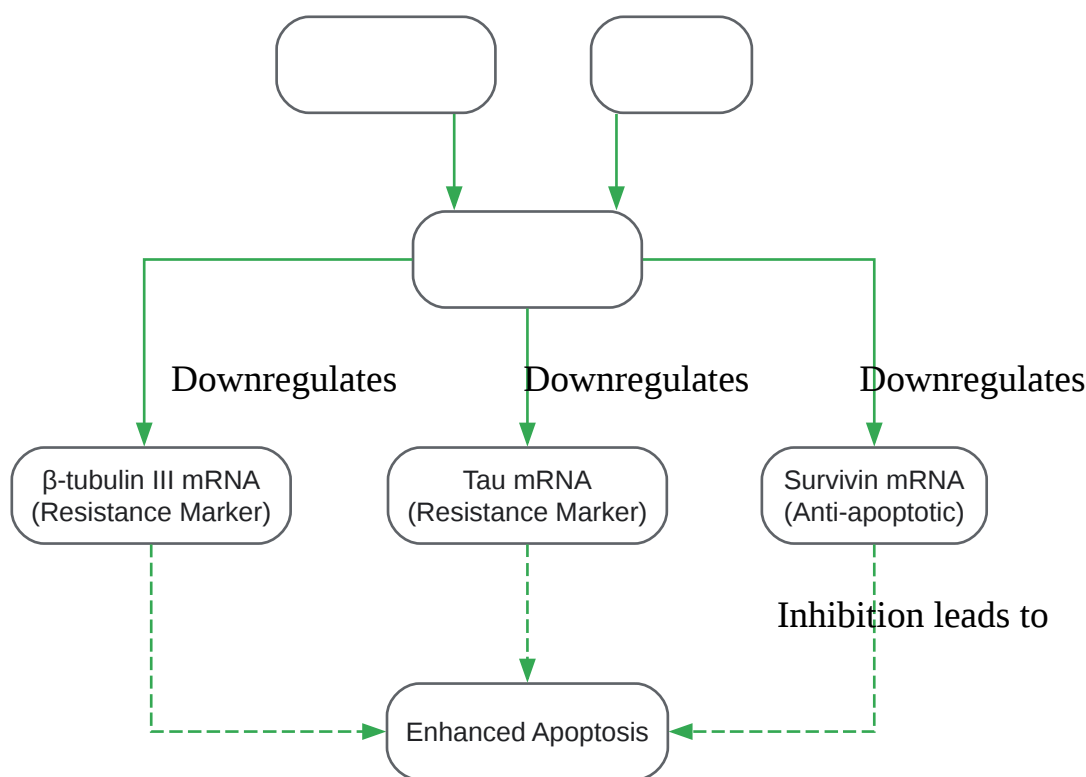 Downregulates
Downregulates
Downregulates
β-tubulin III mRNA
(Resistance Marker)
Tau mRNA
(Resistance Marker)
Survivin mRNA
(Anti-apoptotic)
Inhibition leads to
Enhanced Apoptosis